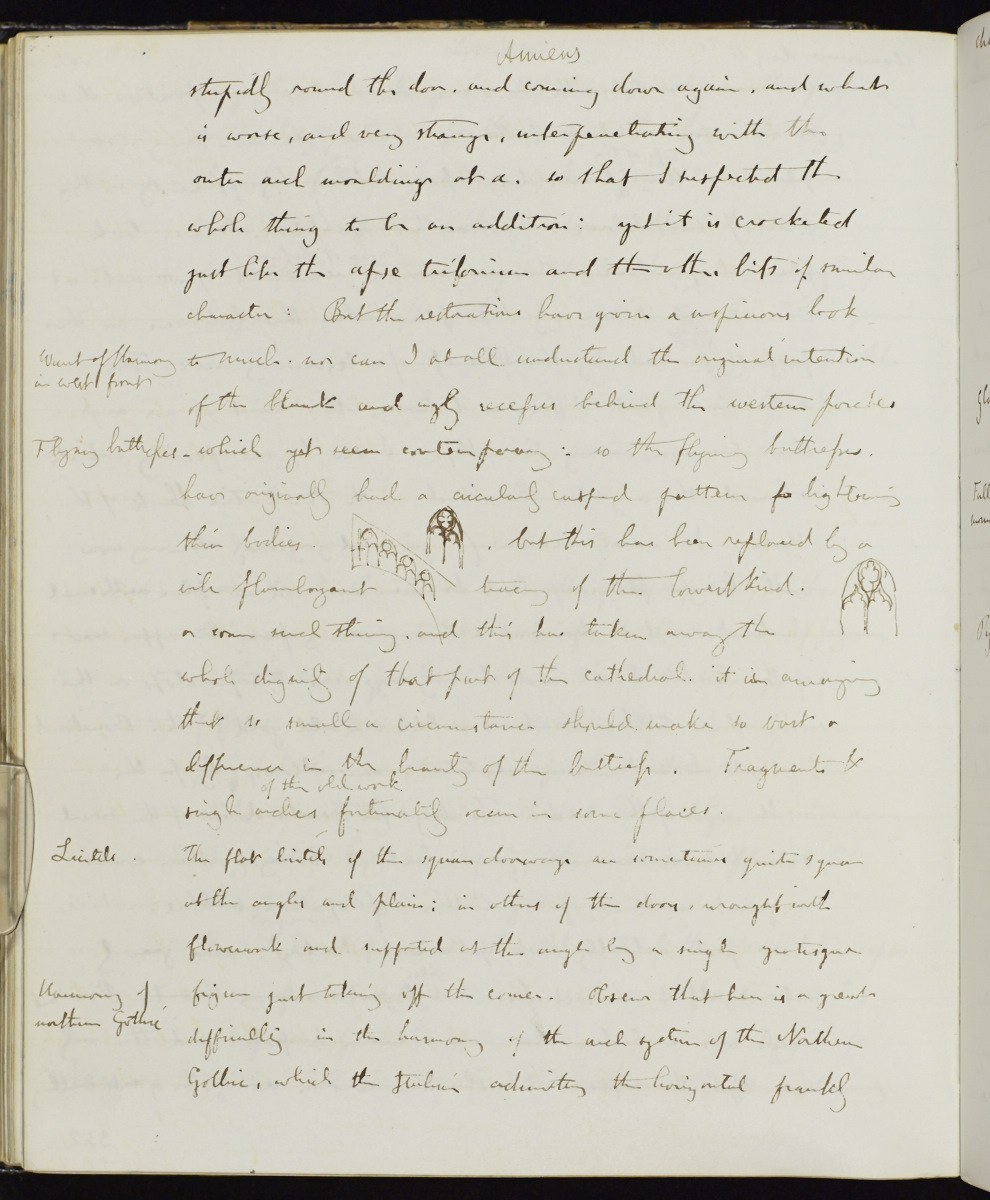 Amiens
stupidly round the door, and coming down again, and what
is worse, and very strange, interpenetrating with the
outer arch mouldings at a. so that I suspected the
whole thing to be an addition: yet it is crocketed
just like the apse triforium and the other bits of similar
character: But the restorations have given a suspicious look
Want of Harmony
in west front
to much. nor can I at all understand the original intention
of the blank and ugly recesses behind the western porches
Flying buttresses - which yet seem contemporary: so the flying buttresses.
have originally had a circularly cusped pattern lightening
their bodies. . but this has been replaced by a
vile flamboyant tracery of the lowest kind.
or some such thing. and this has taken away the
whole dignity of that part of the cathedral. it is amazing
that so small a circumstance should make so vast a
difference in the beauty of the buttress. Fragments &
of the old work
single arches fortunately occur in some places.
Lintels.
The flat lintels of the square doorways are sometimes quite square
at the angles and plain; in others of the doors, wrought with
flowerwork and supported at the angle by a single grotesque
Harmony of
northern Gothic
figure just taking off the corner. Observe that here is a great
difficulty in the harmony of the arch system of the Northern
Gothic, which the Italian admitting the horizontal frankly